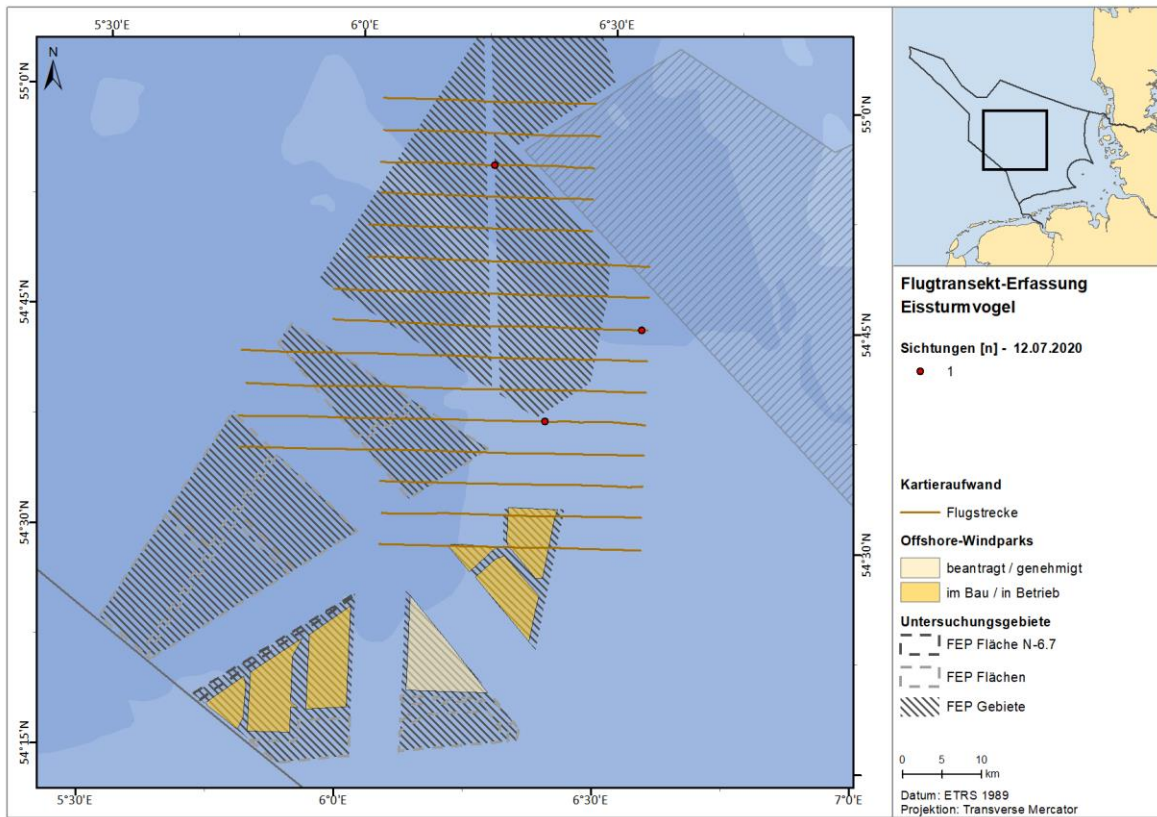 5°30'E
6°0'E
6°30'E
N
55°0'N
54°45'N
54°30'N
54°15'N
55°0'N
54°45'N
54°30'N
5°30'E
6°0'E
6°30'E
7°0'E
Flugtransekt-Erfassung
Eissturmvogel
Sichtungen [n] - 12.07.2020
1
Kartieraufwand
Flugstrecke
Offshore-Windparks
beantragt / genehmigt
im Bau / in Betrieb
Untersuchungsgebiete
FEP Fläche N-6.7
FEP Flächen
FEP Gebiete
0 5 10
km
Datum: ETRS 1989
Projektion: Transverse Mercator